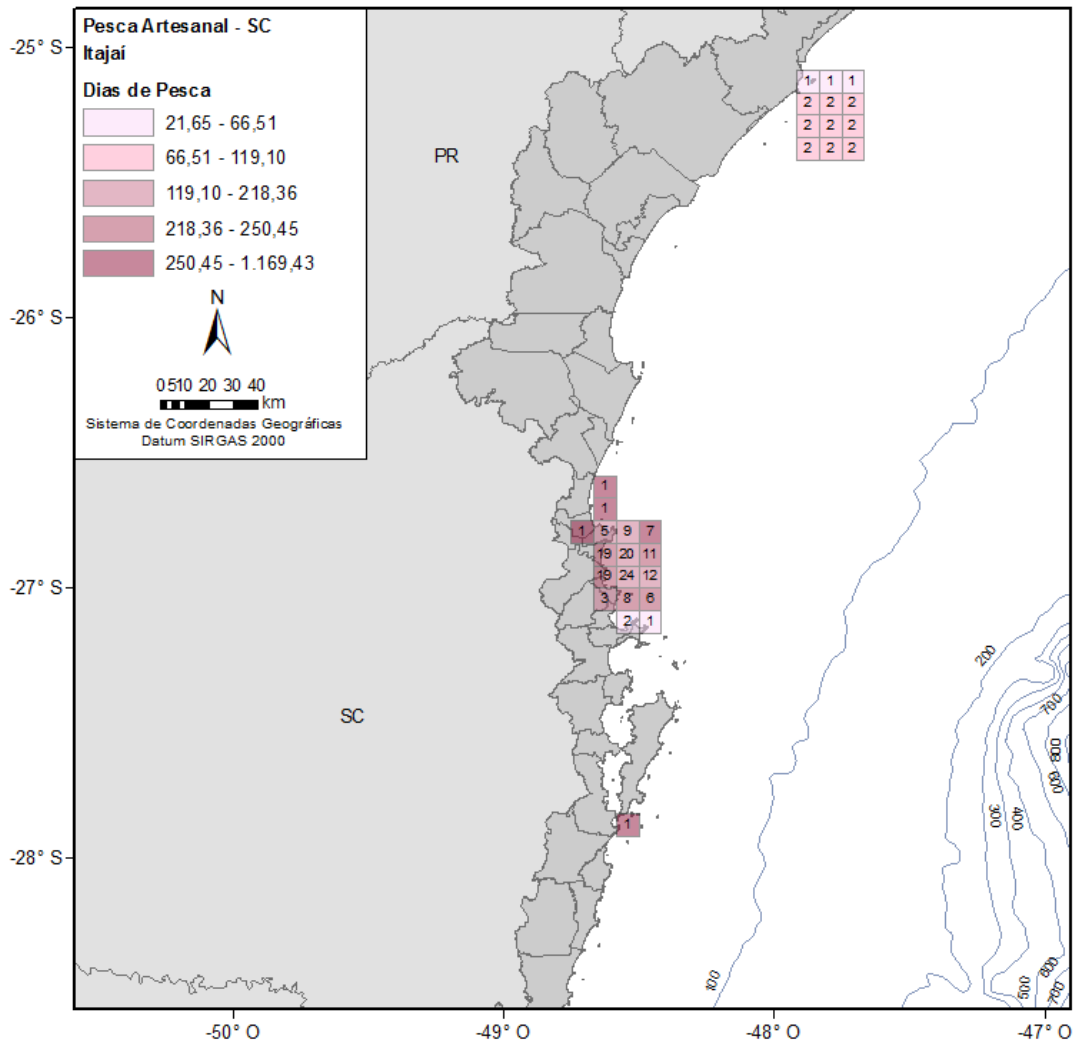 Pesca Artesanal - SC
Itajaí
Dias de Pesca
21,65 - 66,51
66,51 - 119,10
119,10 - 218,36
218,36 - 250,45
250,45 - 1.169,43
N
0 5 10 20 30 40
km
Sistema de Coordenadas Geográficas
Datum SIRGAS 2000
-25° S
-26° S
-27° S
-28° S
PR
SC
1 1 1
2 2 2
2 2 2
2 2 2
1
1
1 5 9 7
19 20 11
19 24 12
3 8 6
2 1
1
200
700
800
600
300
400
100
500
800
700
-50° O
-49° O
-48° O
-47° O